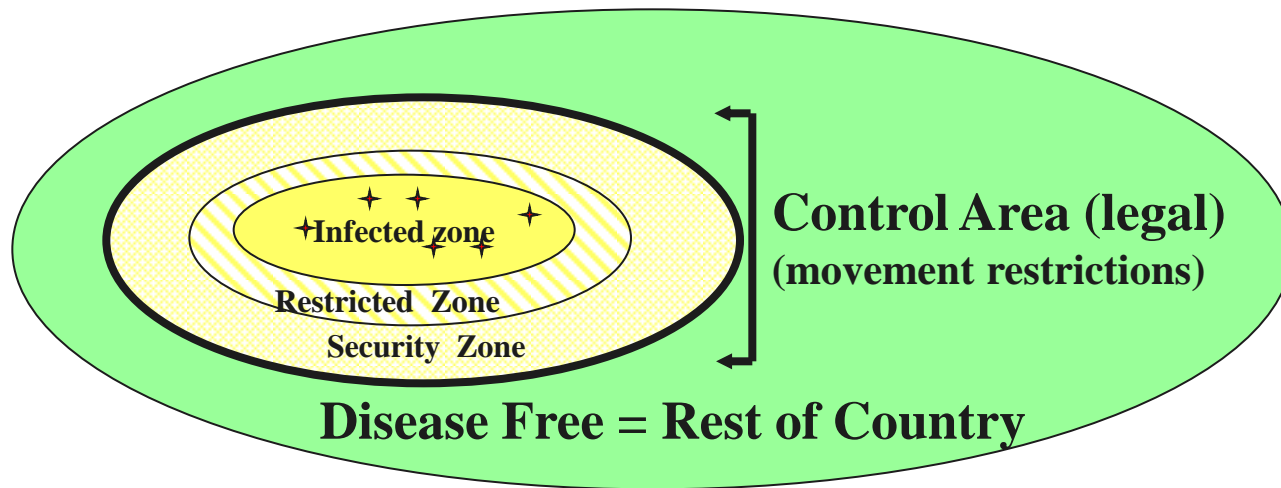 Infected zone
Restricted Zone
Security Zone
Control Area (legal)
(movement restrictions)
Disease Free = Rest of Country